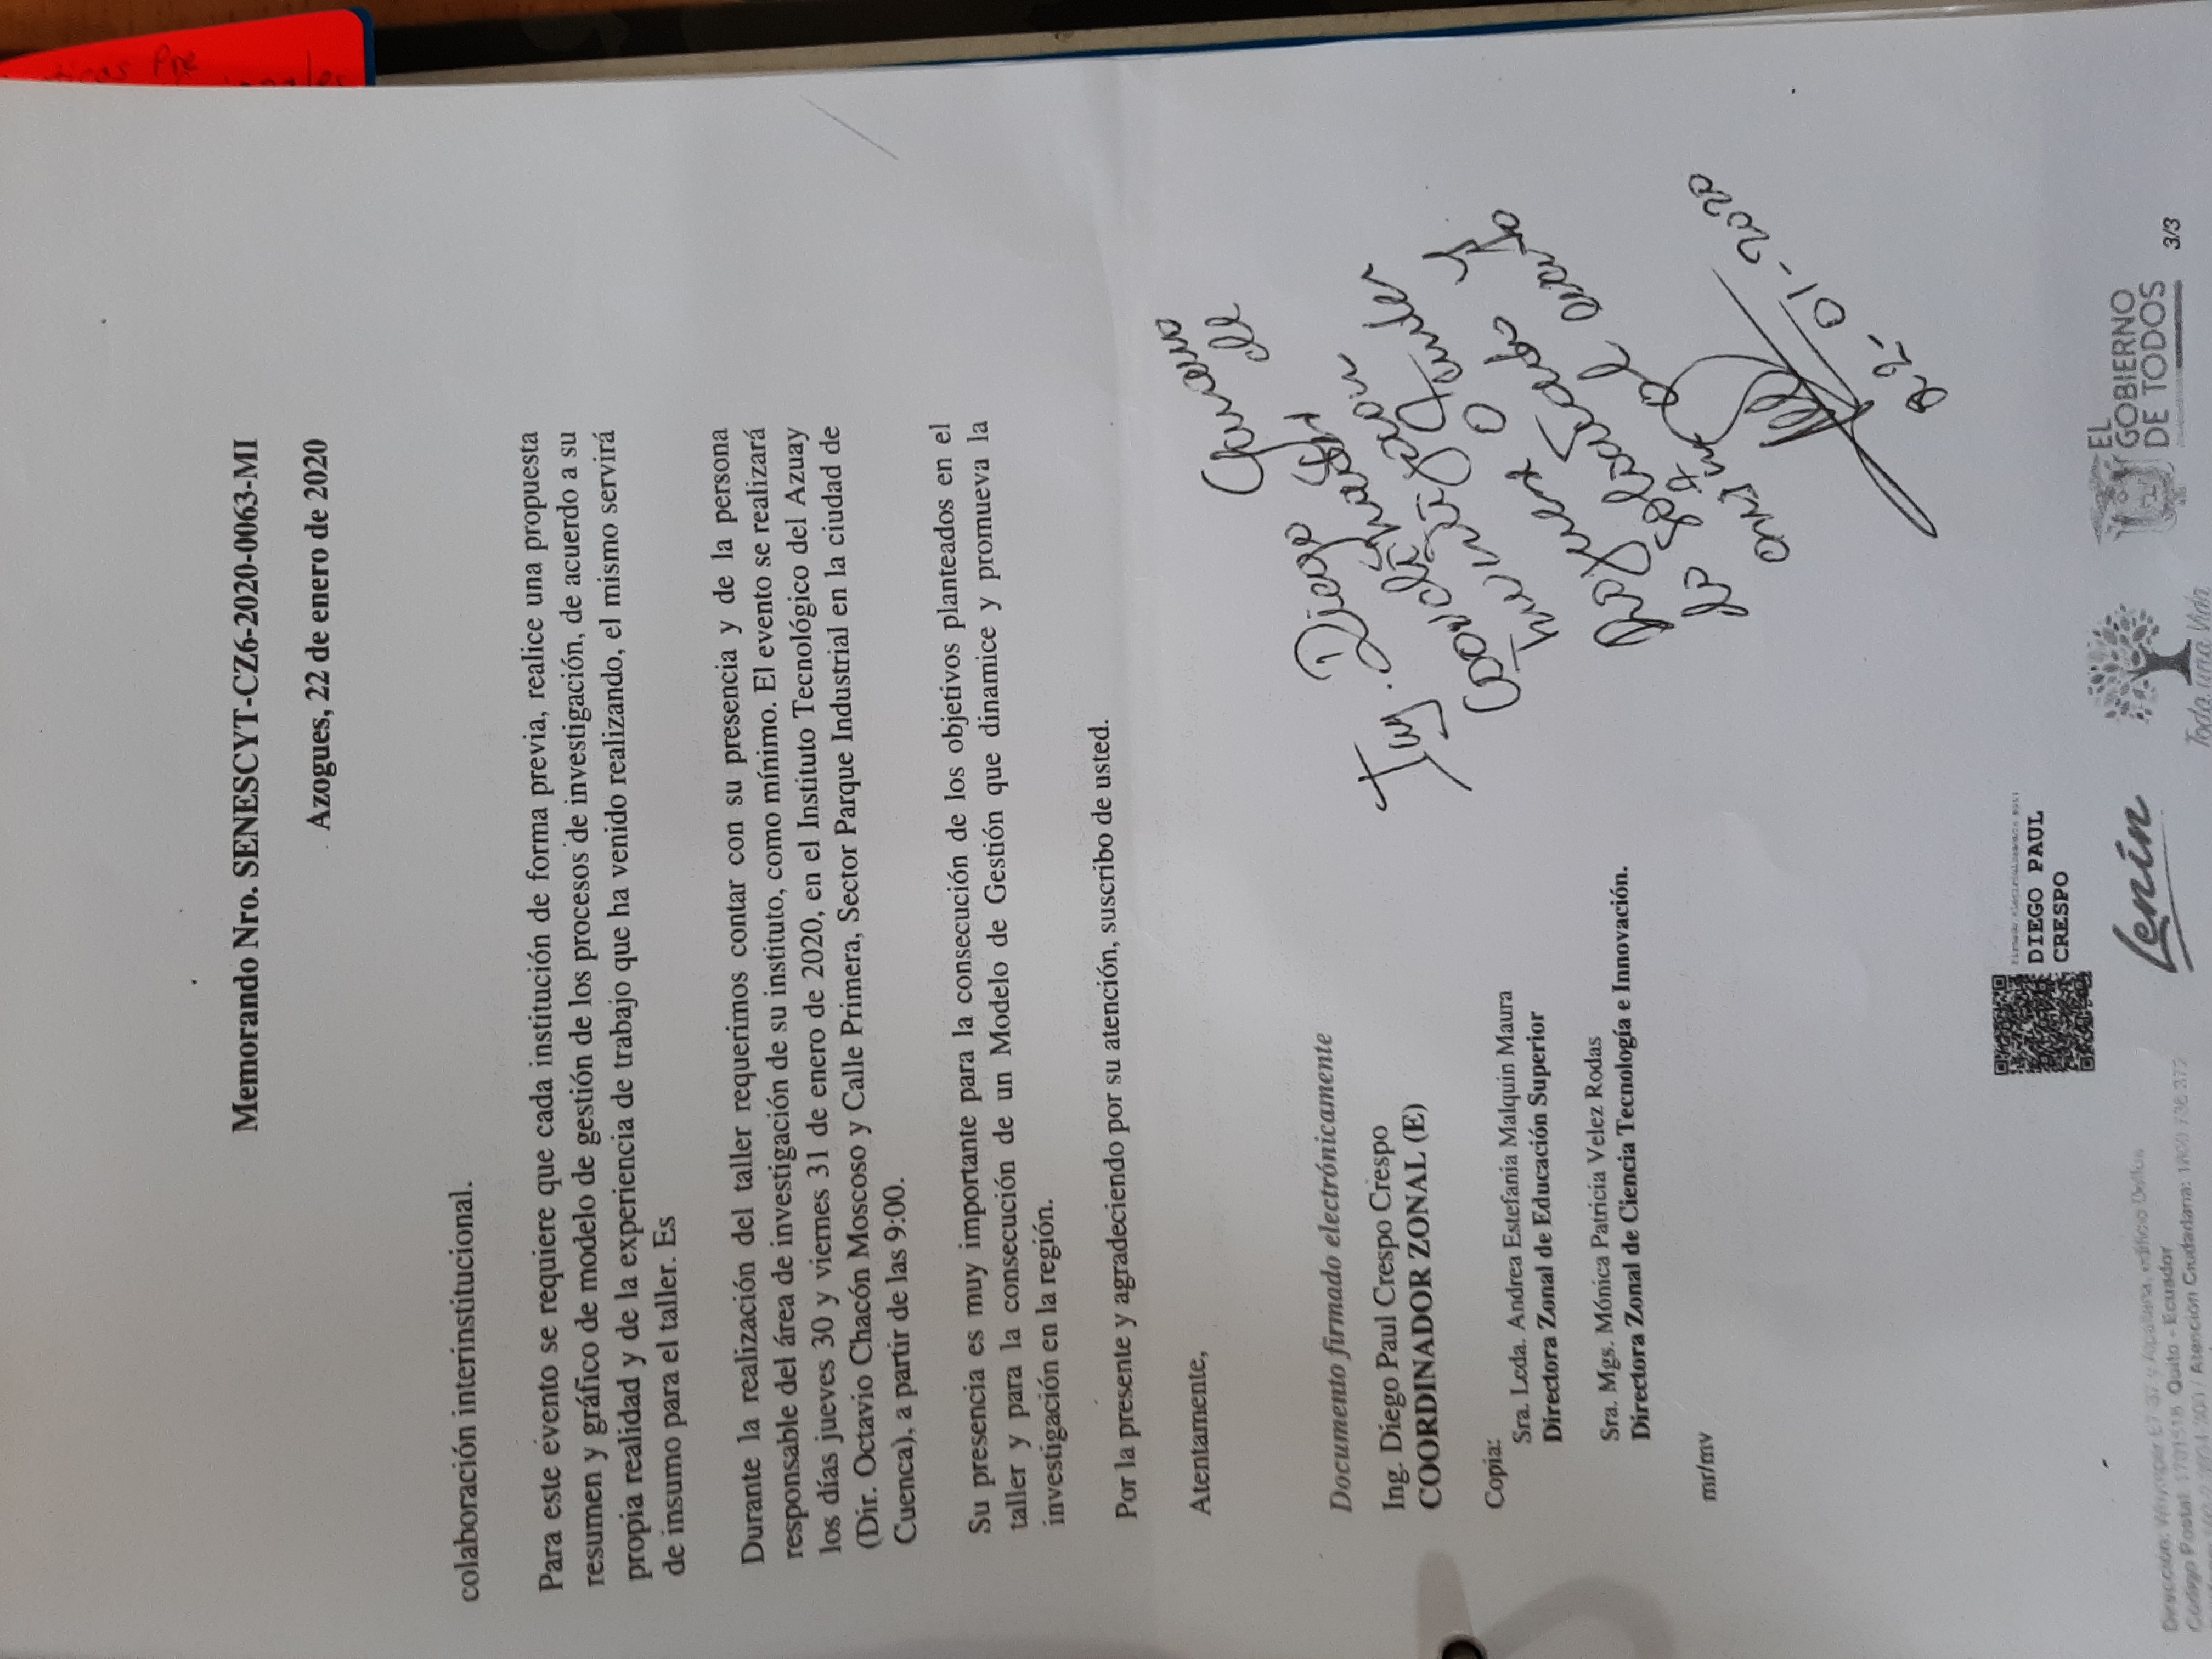 Memorando Nro. SENESCYT-CZ6-2020-0063-MI
Azogues, 22 de enero de 2020
colaboración interinstitucional.
Para este evento se requiere que cada institución de forma previa, realice una propuesta
resumen y gráfico de modelo de gestión de los procesos de investigación, de acuerdo a su
propia realidad y de la experiencia de trabajo que ha venido realizando, el mismo servirá
de insumo para el taller. Es
Durante la realización del taller requerimos contar con su presencia y de la persona
responsable del área de investigación de su instituto, como mínimo. El evento se realizará
los días jueves 30 y viernes 31 de enero de 2020, en el Instituto Tecnológico del Azuay
(Dir. Octavio Chacón Moscoso y Calle Primera, Sector Parque Industrial en la ciudad de
Cuenca), a partir de las 9:00.
Su presencia es muy importante para la consecución de los objetivos planteados en el
taller y para la consecución de un Modelo de Gestión que dinamice y promueva la
investigación en la región.
Por la presente y agradeciendo por su atención, suscribo de usted.
Atentamente,
Documento firmado electrónicamente
Ing. Diego Paul Crespo Crespo
COORDINADOR ZONAL (E)
Copia:
Sra. Lcda. Andrea Estefania Malquin Maura
Directora Zonal de Educación Superior
Sra. Mgs. Mónica Patricia Velez Rodas
Directora Zonal de Ciencia Tecnología e Innovación.
mr/mv
Ing. Diego
Coordinador de
Investigación
lo solicitado y
asistir al evento
22-01-2020
DIEGO PAUL
CRESPO
Lenín
Toda una Vida
EL
GOBIERNO
DE TODOS
3/3
Dirección: Whymper E7-37 y Alpallana, edificio Delfos
Código Postal: 170151B Quito - Ecuador
/ Atención Ciudadana: 1800 736 372